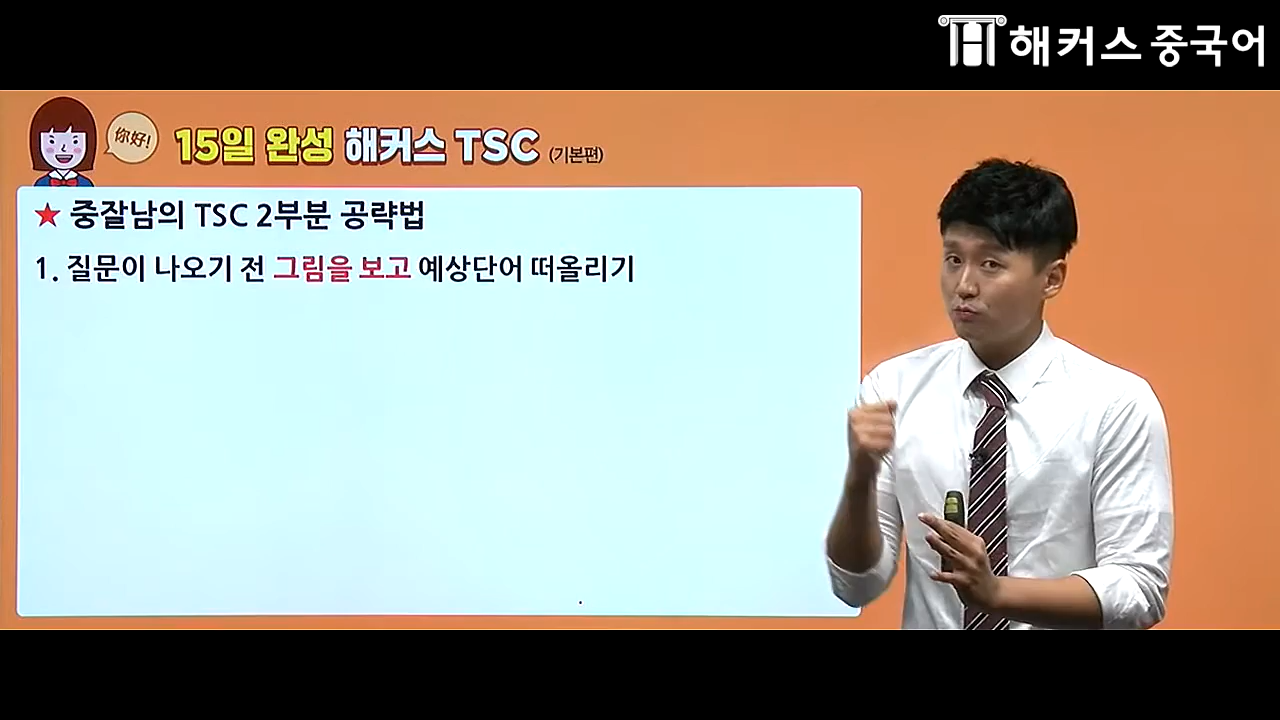 해커스 중국어
你好!
15일 완성 해커스 TSC (기본편)
★ 중잘남의 TSC 2부분 공략법
1. 질문이 나오기 전 그림을 보고 예상단어 떠올리기